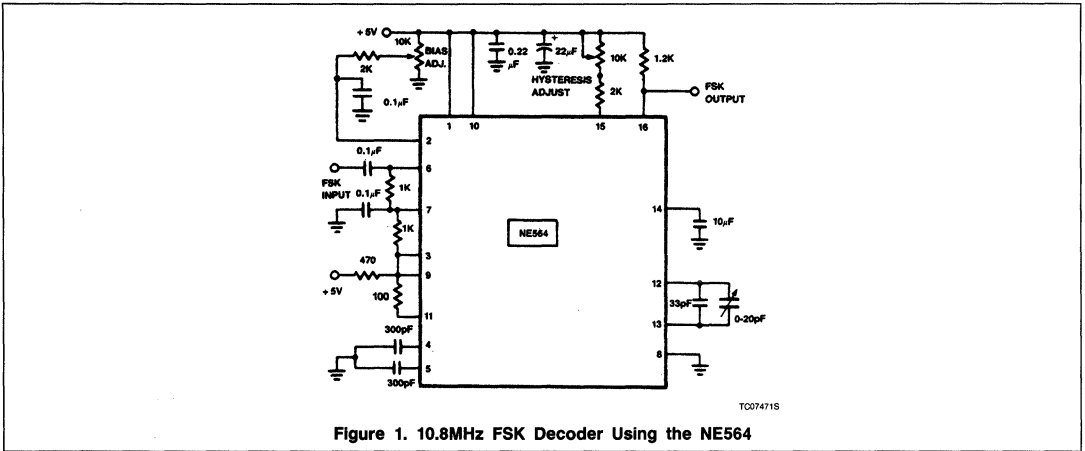 +5V
10K
BIAS
ADJ.
2K
0.1μF
0.22
μF
+
22μF
10K
HYSTERESIS
ADJUST
2K
1.2K
FSK
OUTPUT
1 10 15 16
2
0.1μF
6
FSK
INPUT
1K
0.1μF
7
1K
3
470
9
+5V
100
11
300pF
4
5
300pF
NE564
14
10μF
12
33pF
0-20pF
13
8
TC07471S
Figure 1. 10.8MHz FSK Decoder Using the NE564